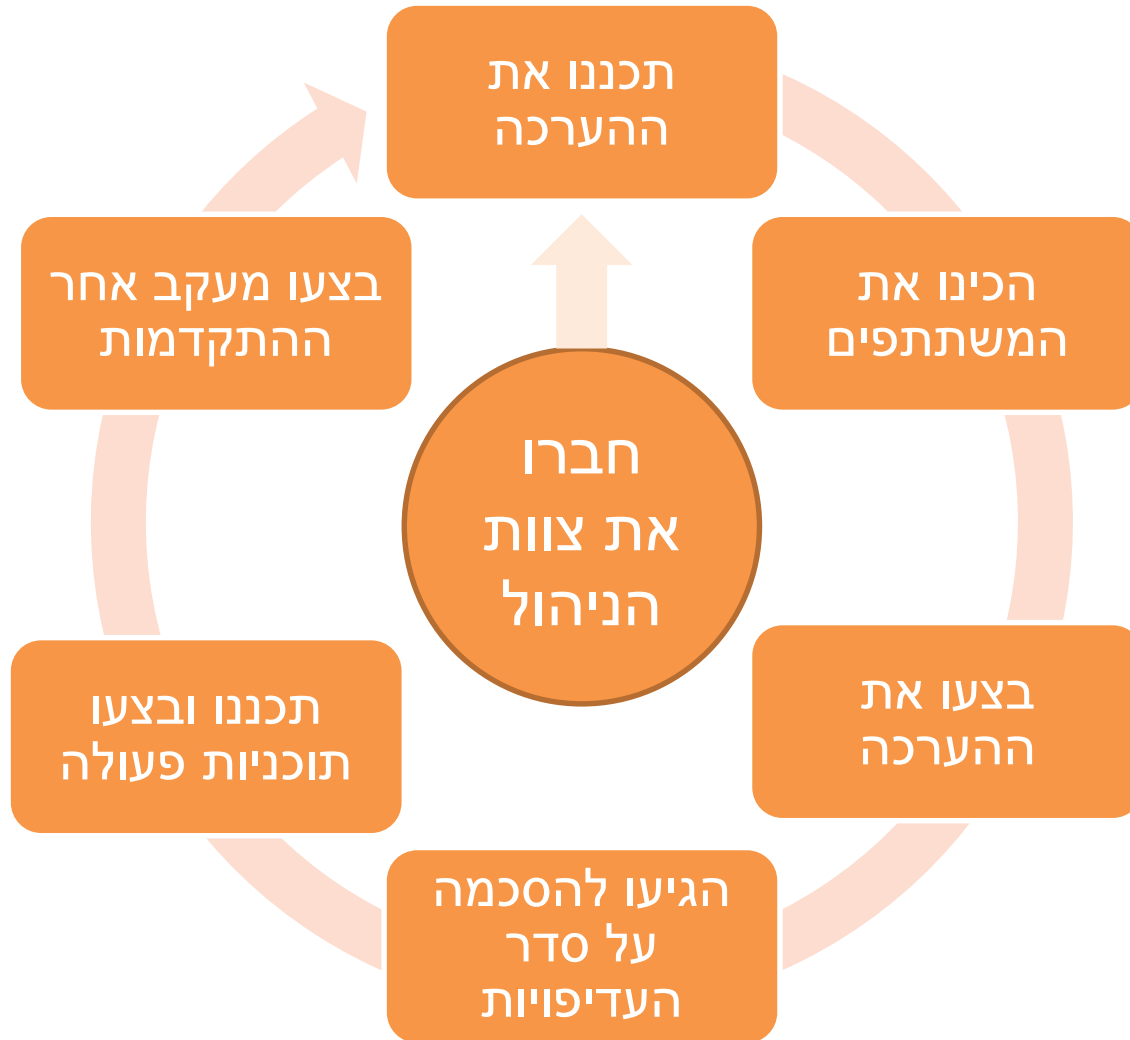 תכננו את
ההערכה
הכינו את
המשתתפים
בצעו את
ההערכה
הגיעו להסכמה
על סדר
העדיפויות
תכננו ובצעו
תוכניות פעולה
בצעו מעקב אחר
ההתקדמות
חברו
את צוות
הניהול